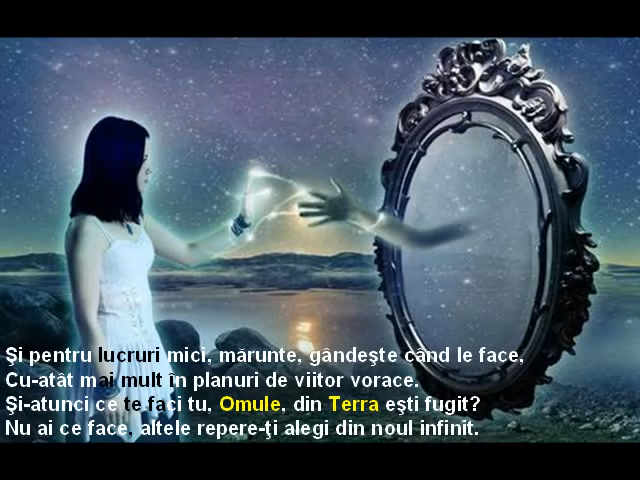 Şi pentru lucruri mici, mărunte, gândeşte când le face,
Cu-atât mai mult în planuri de viitor vorace.
Şi-atunci ce te faci tu, Omule, din Terra eşti fugit?
Nu ai ce face, altele repere-ţi alegi din noul infinit.